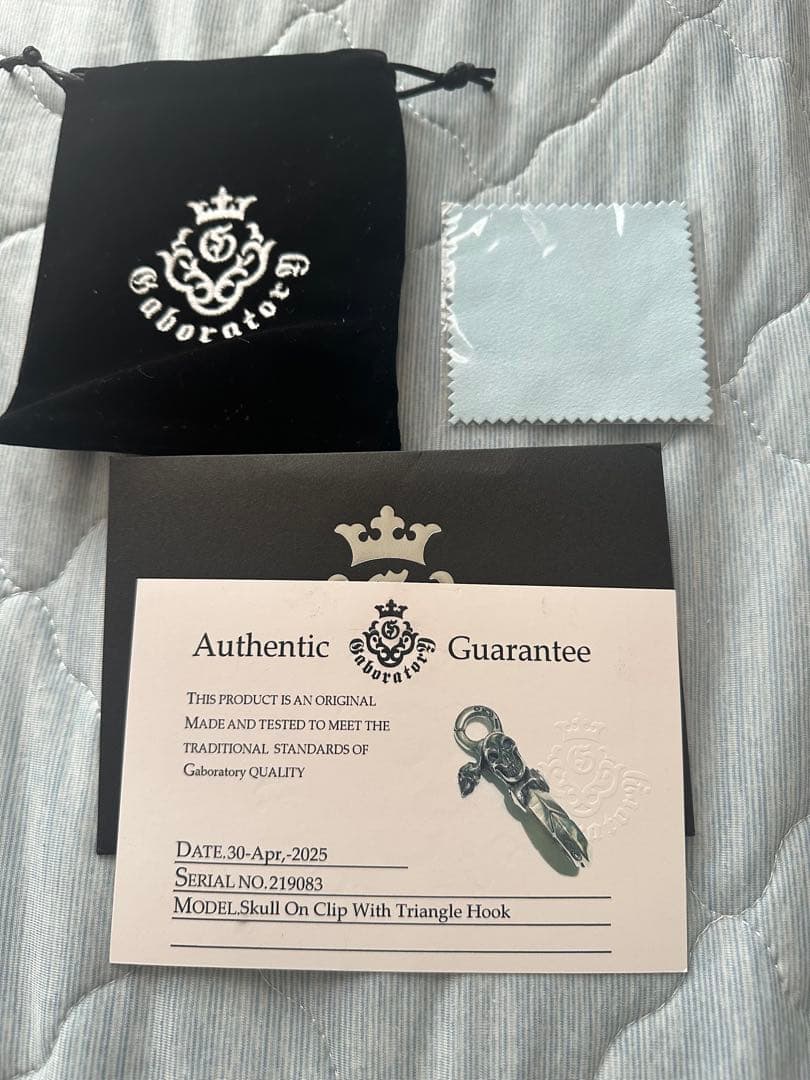 G
Gaboratory
Authentic
G
Gaboratory
Guarantee
THIS PRODUCT IS AN ORIGINAL
MADE AND TESTED TO MEET THE
TRADITIONAL STANDARDS OF
Gaboratory QUALITY
DATE.30-Apr,-2025
SERIAL NO.219083
MODEL.Skull On Clip With Triangle Hook